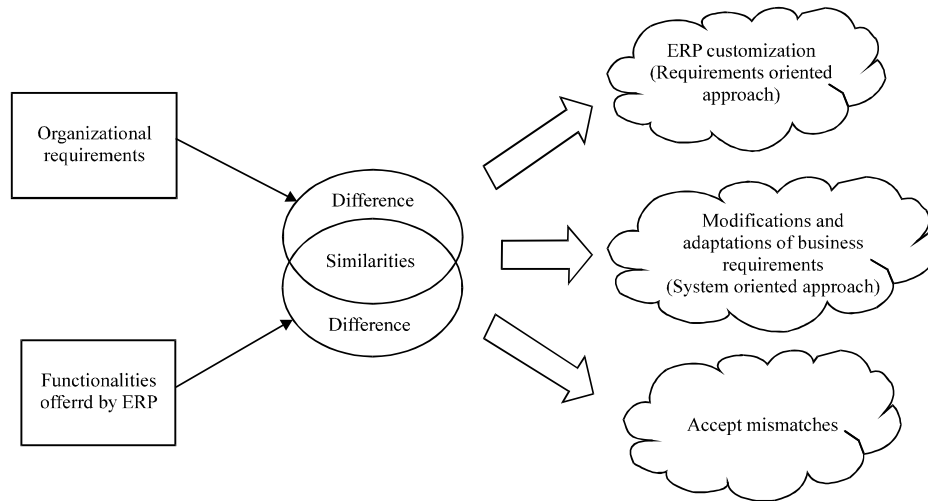 Organizational
requirements
Functionalities
offerrd by ERP
Difference
Similarities
Difference
ERP customization
(Requirements oriented
approach)
Modifications and
adaptations of business
requirements
(System oriented approach)
Accept mismatches